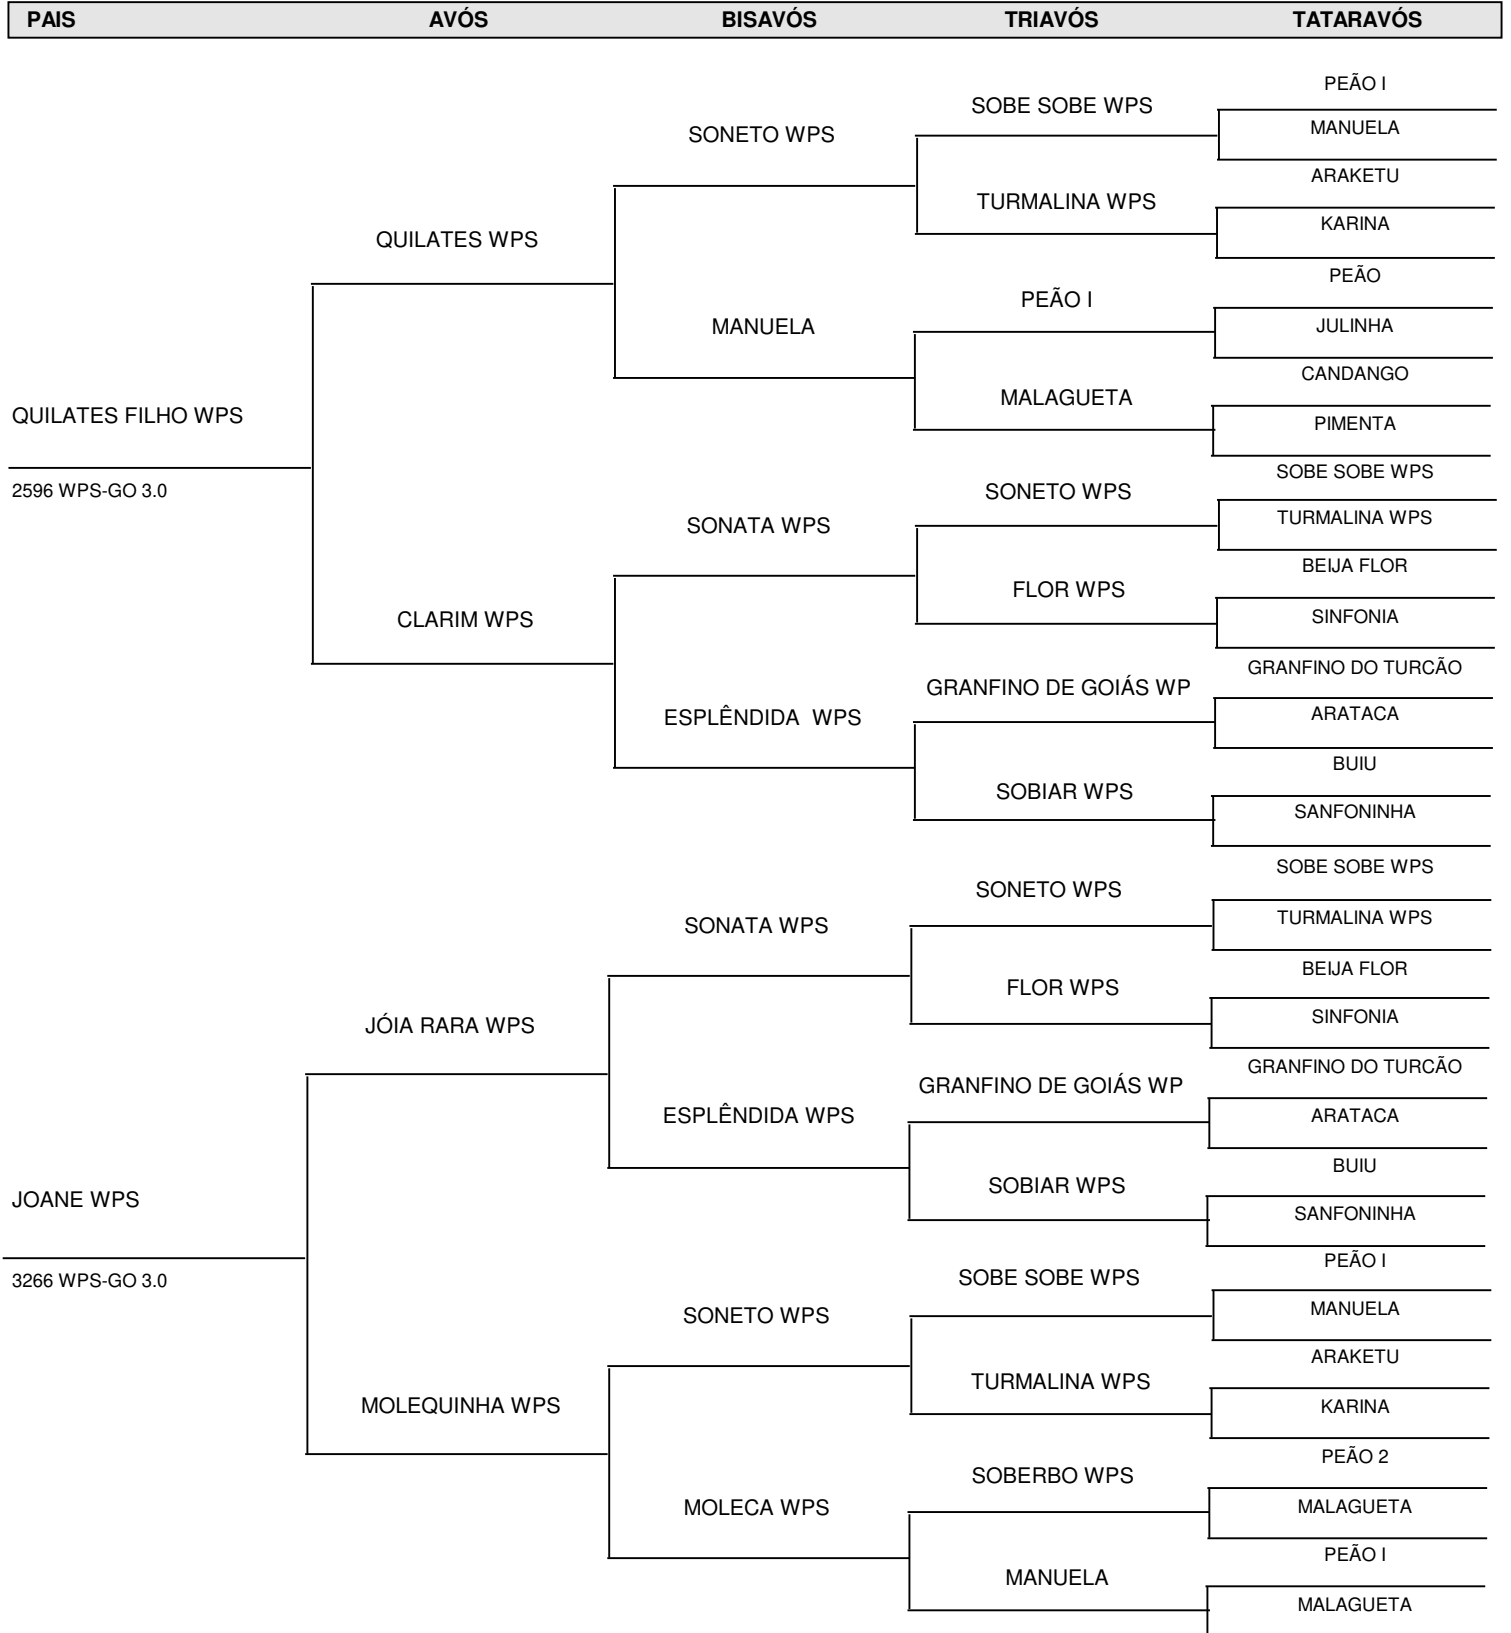 PAIS AVÓS BISAVÓS TRIAVÓS TATARAVÓS
PEÃO I
SOBE SOBE WPS
MANUELA
SONETO WPS
ARAKETU
TURMALINA WPS
KARINA
QUILATES WPS
PEÃO
PEÃO I
JULINHA
MANUELA
CANDANGO
MALAGUETA
PIMENTA
QUILATES FILHO WPS
SOBE SOBE WPS
2596 WPS-GO 3.0
SONETO WPS
TURMALINA WPS
SONATA WPS
BEIJA FLOR
FLOR WPS
SINFONIA
CLARIM WPS
GRANFINO DO TURCÃO
GRANFINO DE GOIÁS WP
ARATACA
ESPLÊNDIDA WPS
BUIU
SOBIAR WPS
SANFONINHA
SOBE SOBE WPS
SONETO WPS
TURMALINA WPS
SONATA WPS
BEIJA FLOR
FLOR WPS
SINFONIA
JÓIA RARA WPS
GRANFINO DO TURCÃO
GRANFINO DE GOIÁS WP
ARATACA
ESPLÊNDIDA WPS
BUIU
SOBIAR WPS
JOANE WPS
SANFONINHA
PEÃO I
3266 WPS-GO 3.0
SOBE SOBE WPS
MANUELA
SONETO WPS
ARAKETU
TURMALINA WPS
KARINA
MOLEQUINHA WPS
PEÃO 2
SOBERBO WPS
MALAGUETA
MOLECA WPS
PEÃO I
MANUELA
MALAGUETA